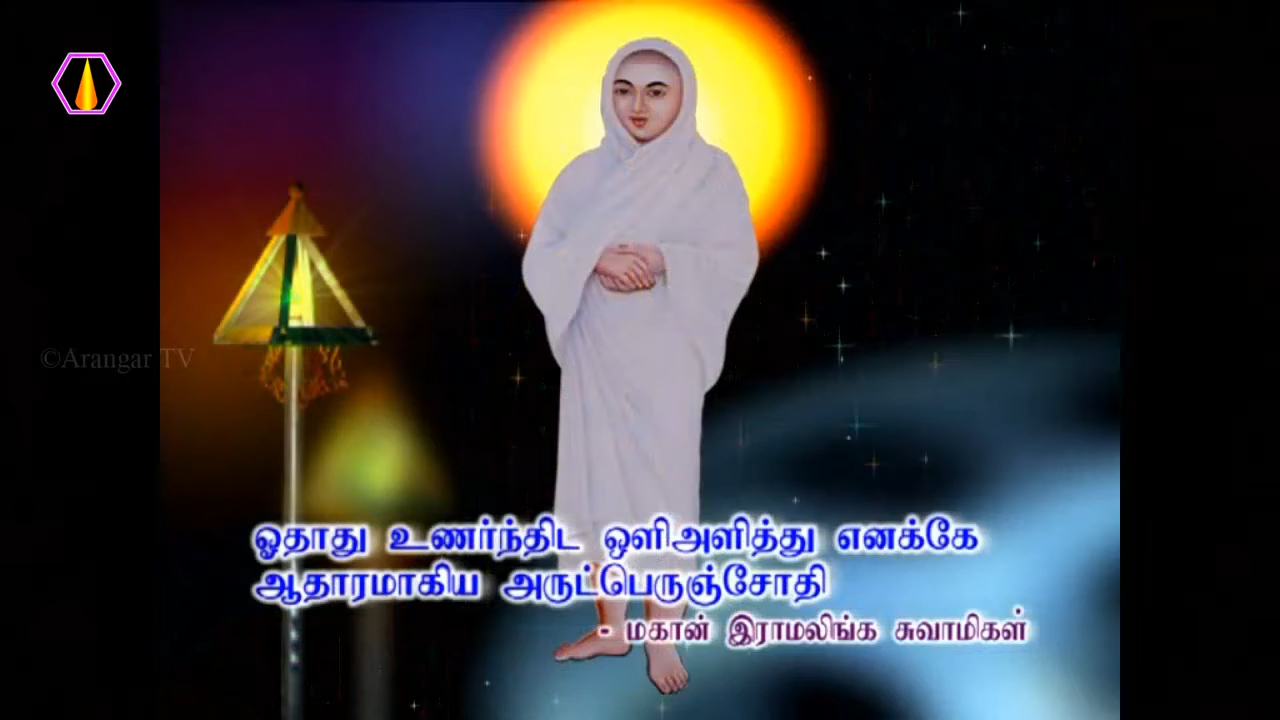 ©Arangar TV
ஓதாது உணர்ந்திட ஒளிஅளித்து எனக்கே
ஆதாரமாகிய அருட்பெருஞ்சோதி
- மகான் இராமலிங்க சுவாமிகள்